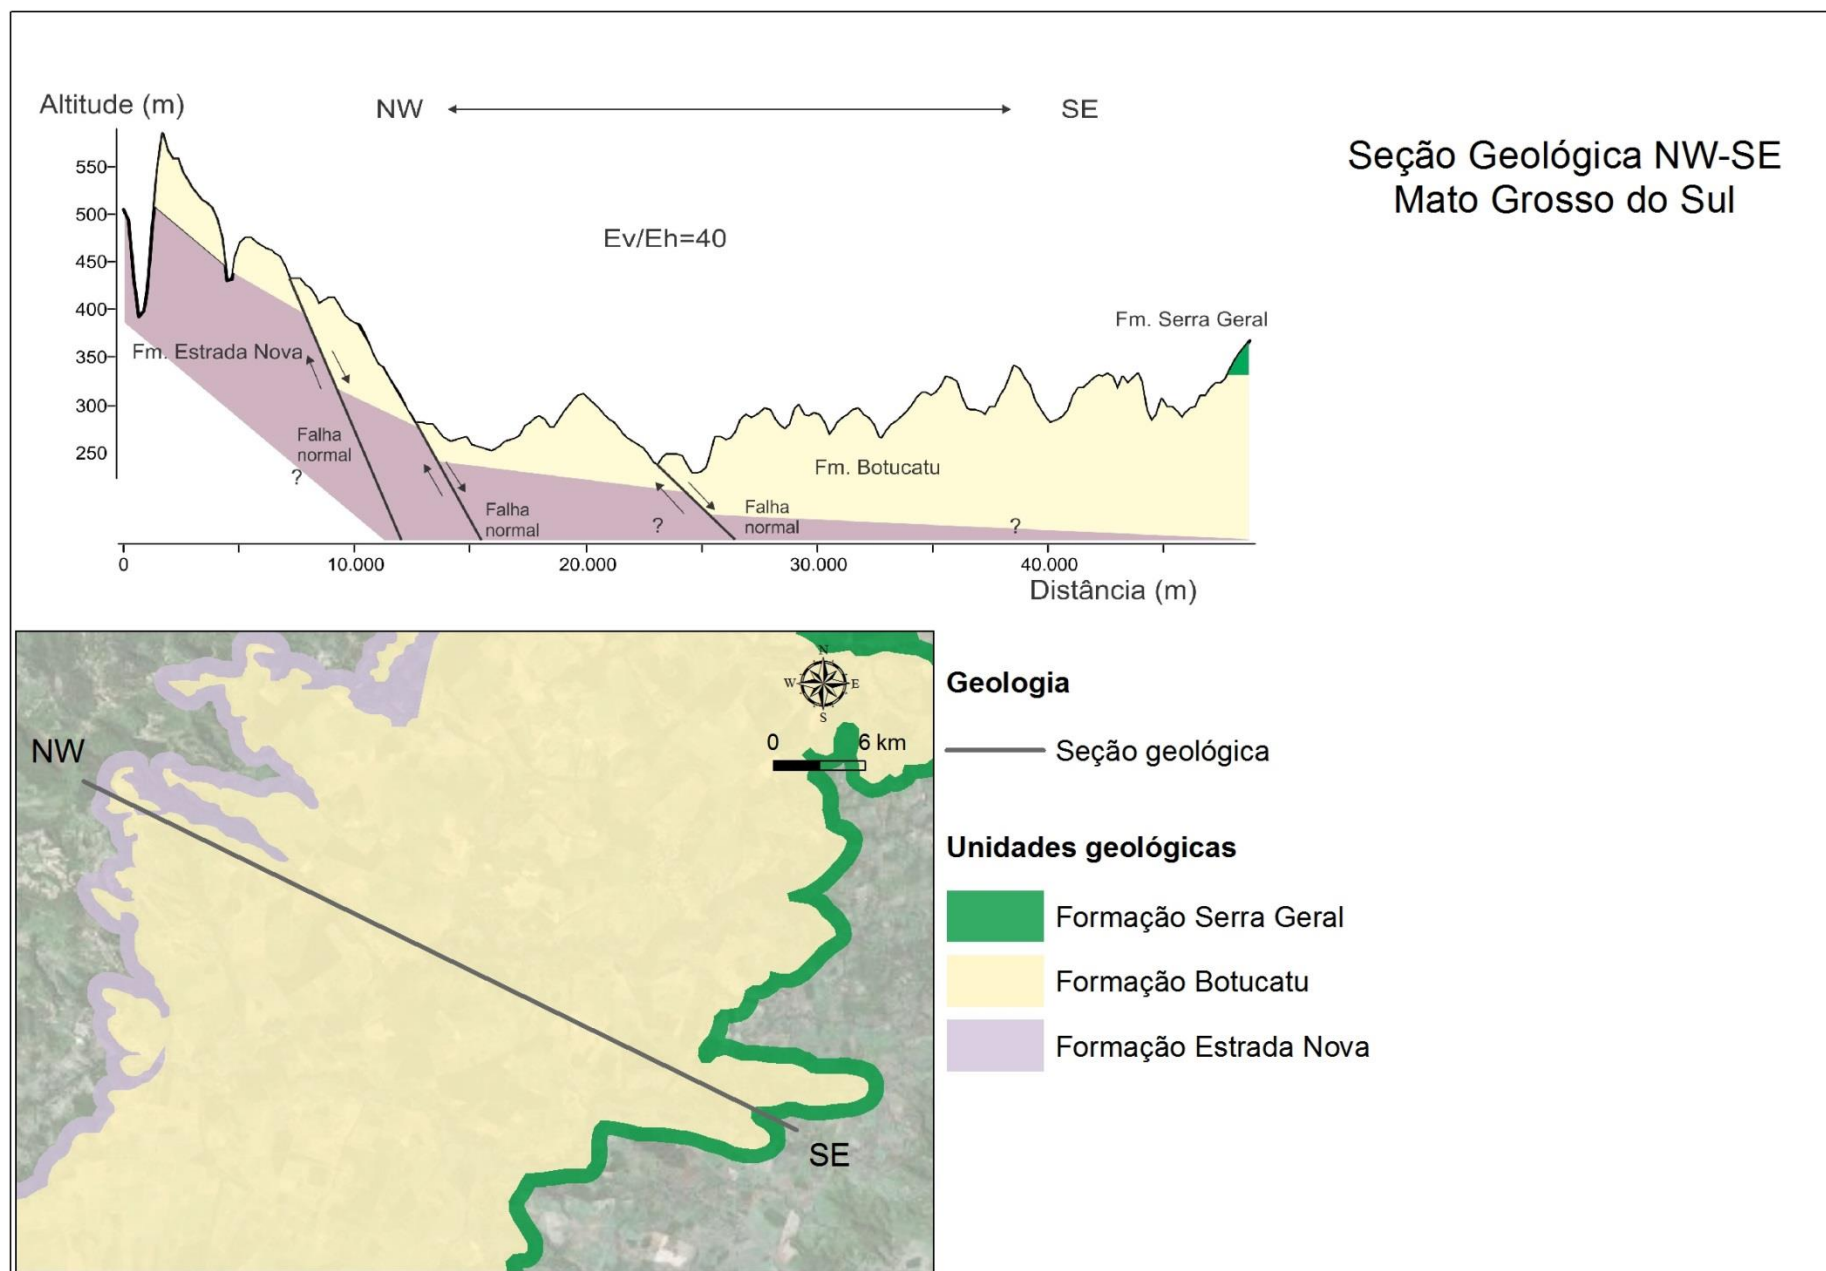 Altitude (m)
NW
SE
Seção Geológica NW-SE
Mato Grosso do Sul
550
500
450
400
350
300
250
Ev/Eh=40
Fm. Serra Geral
Fm. Estrada Nova
Falha
normal
?
Falha
normal
?
Falha
normal
Fm. Botucatu
?
0
10.000
20.000
30.000
40.000
Distância (m)
NW
N
W
E
S
0
6 km
SE
Geologia
Seção geológica
Unidades geológicas
Formação Serra Geral
Formação Botucatu
Formação Estrada Nova